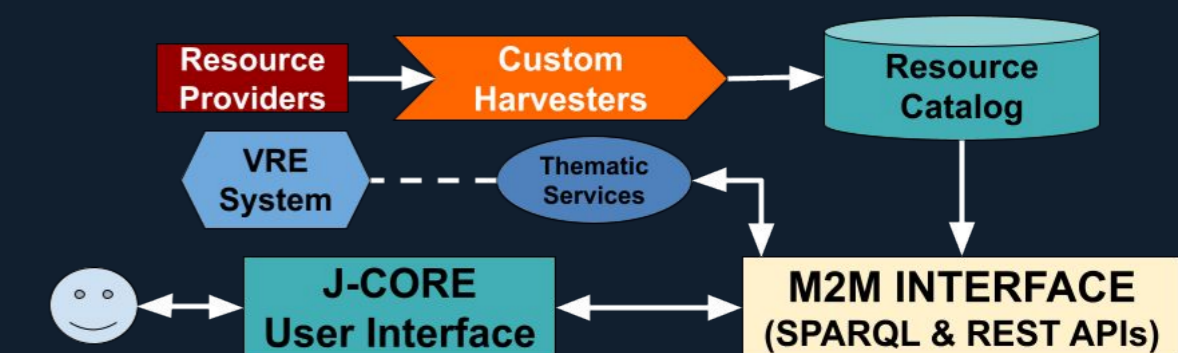 Resource
Providers
Custom
Harvesters
Resource
Catalog
VRE
System
Thematic
Services
J-CORE
User Interface
M2M INTERFACE
(SPARQL & REST APIs)